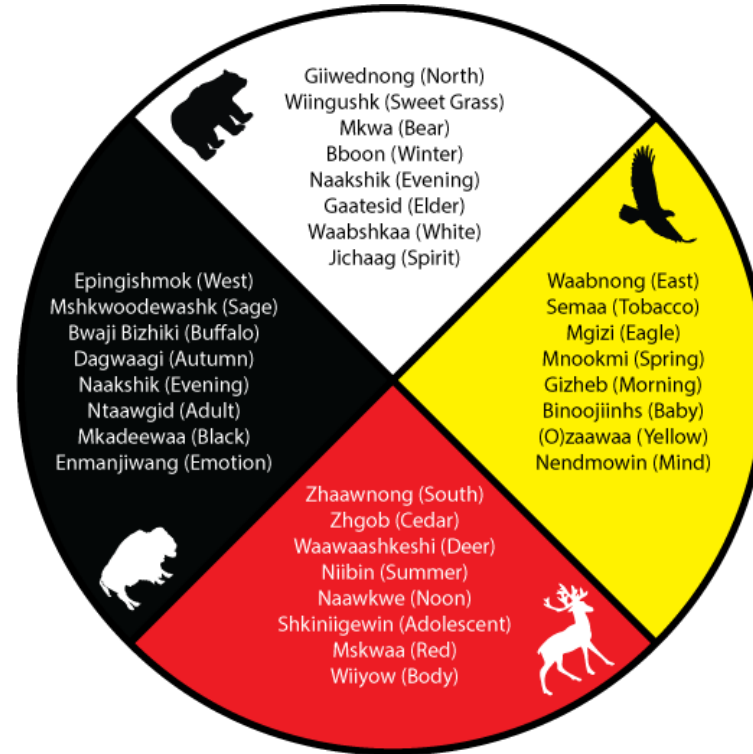 Giiwednong (North)
Wiingushk (Sweet Grass)
Mkwa (Bear)
Bboon (Winter)
Naakshik (Evening)
Gaatesid (Elder)
Waabshkaa (White)
Jichaag (Spirit)
Epingishmok (West)
Mshkwoodewashk (Sage)
Bwaji Bizhiki (Buffalo)
Dagwaagi (Autumn)
Naakshik (Evening)
Ntaawgid (Adult)
Mkadeewaa (Black)
Enmanjiwang (Emotion)
Waabnong (East)
Semaa (Tobacco)
Mgizi (Eagle)
Mnookmi (Spring)
Gizheb (Morning)
Binoojiinhs (Baby)
(O)zaawaa (Yellow)
Nendmowin (Mind)
Zhaawnong (South)
Zhgob (Cedar)
Waawaashkeshi (Deer)
Niibin (Summer)
Naawkwe (Noon)
Shkiniigewin (Adolescent)
Mskwaa (Red)
Wiiyow (Body)